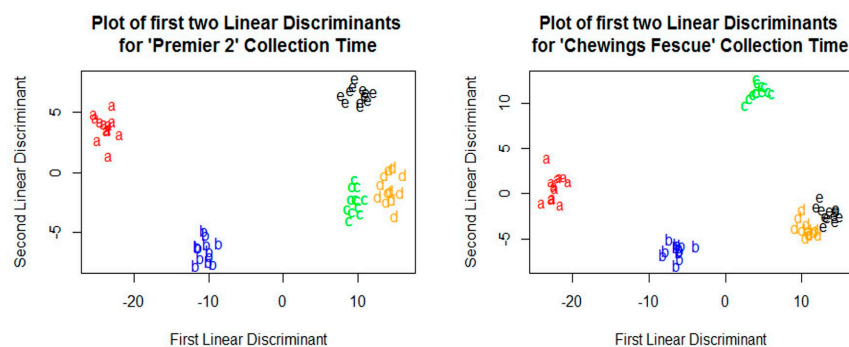 Plot of first two Linear Discriminants
for 'Premier 2' Collection Time
Second Linear Discriminant
5
0
-5
a
b
c
d
e
-20
-10
0
10
First Linear Discriminant
Plot of first two Linear Discriminants
for 'Chewings Fescue' Collection Time
Second Linear Discriminant
10
5
0
-5
a
b
c
d
e
-20
-10
0
10
First Linear Discriminant